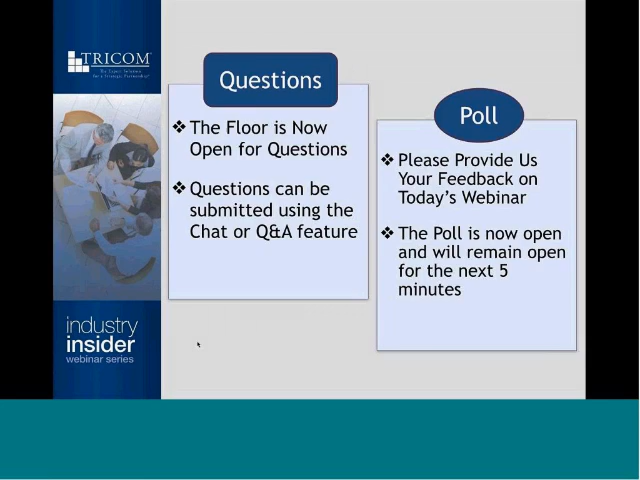 TRICOM
Questions
❖ The Floor is Now
Open for Questions
❖ Questions can be
submitted using the
Chat or Q&A feature
Poll
❖ Please Provide Us
Your Feedback on
Today's Webinar
❖ The Poll is now open
and will remain open
for the next 5
minutes
industry
insider
webinar series